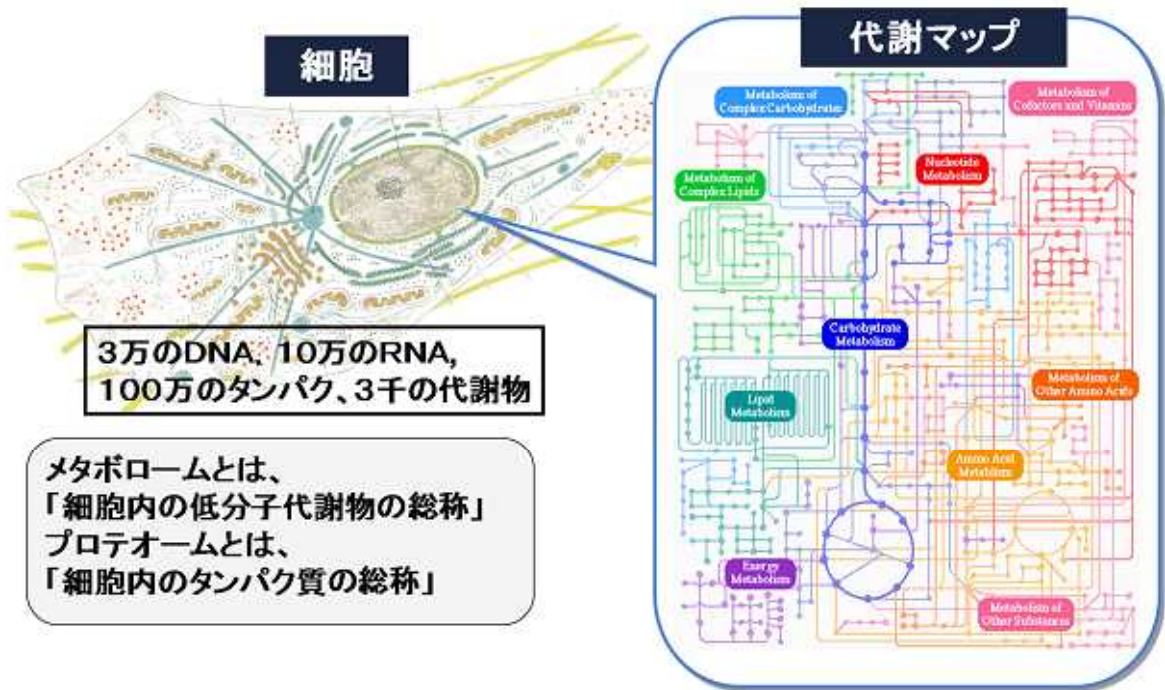 細胞
3万のDNA、10万のRNA,
100万のタンパク、3千の代謝物
メタボロームとは、
「細胞内の低分子代謝物の総称」
プロテオームとは、
「細胞内のタンパク質の総称」
代謝マップ
Metabolism of
Complex Carbohydrates
Metabolism of
Cofactors and Vitamins
Nucleotide
Metabolism
Metabolism of
Complex Lipids
Carbohydrate
Metabolism
Metabolism of
Other Amino Acids
Lipid
Metabolism
Amino Acid
Metablism
Energy
Metabolism
Metabolism of
Other Substances